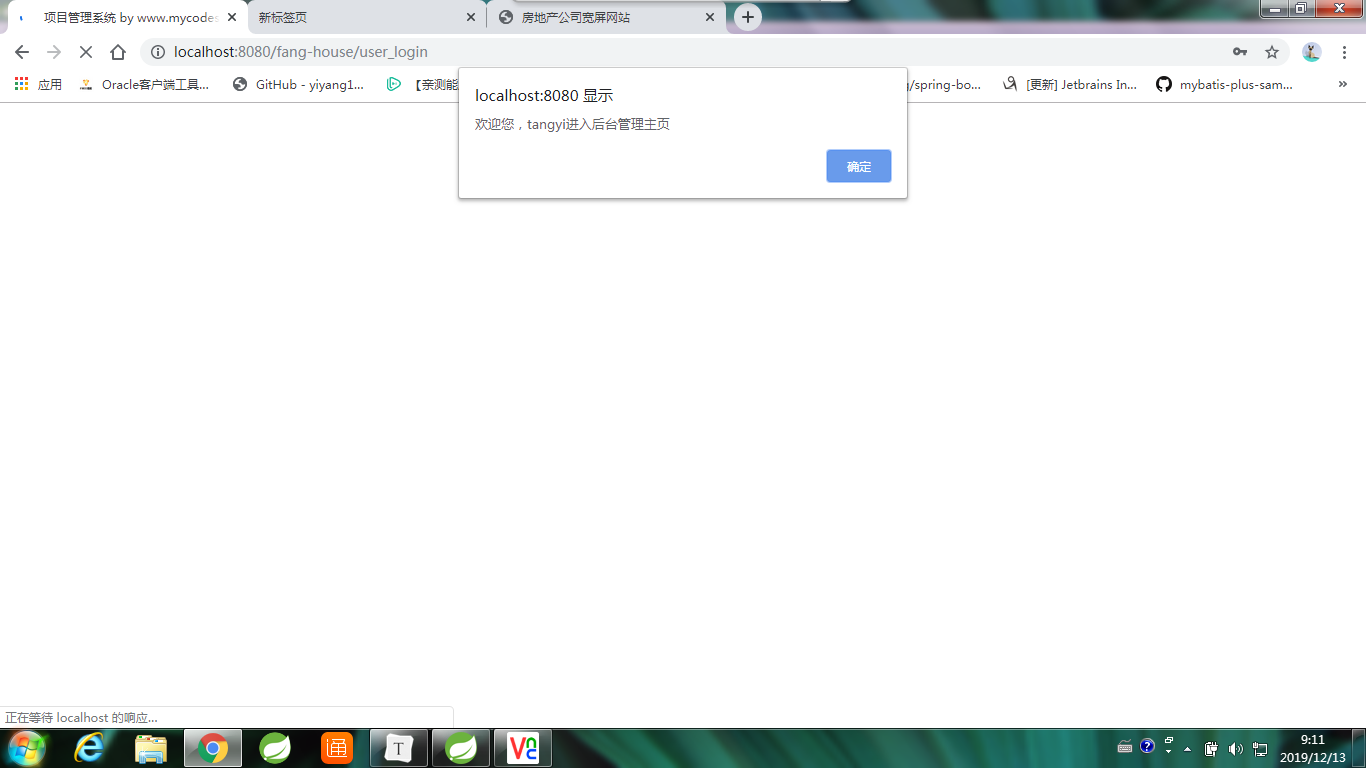 项目管理系统 by www.mycodes
新标签页
房地产公司宽屏网站
localhost:8080/fang-house/user_login
应用
Oracle客户端工具...
GitHub - yiyang1...
【亲测能
g/spring-bo...
[更新] Jetbrains In...
mybatis-plus-sam...
»
localhost:8080 显示
欢迎您，tangyi进入后台管理主页
确定
正在等待 localhost 的响应...
通
T
VNC
9:11
2019/12/13